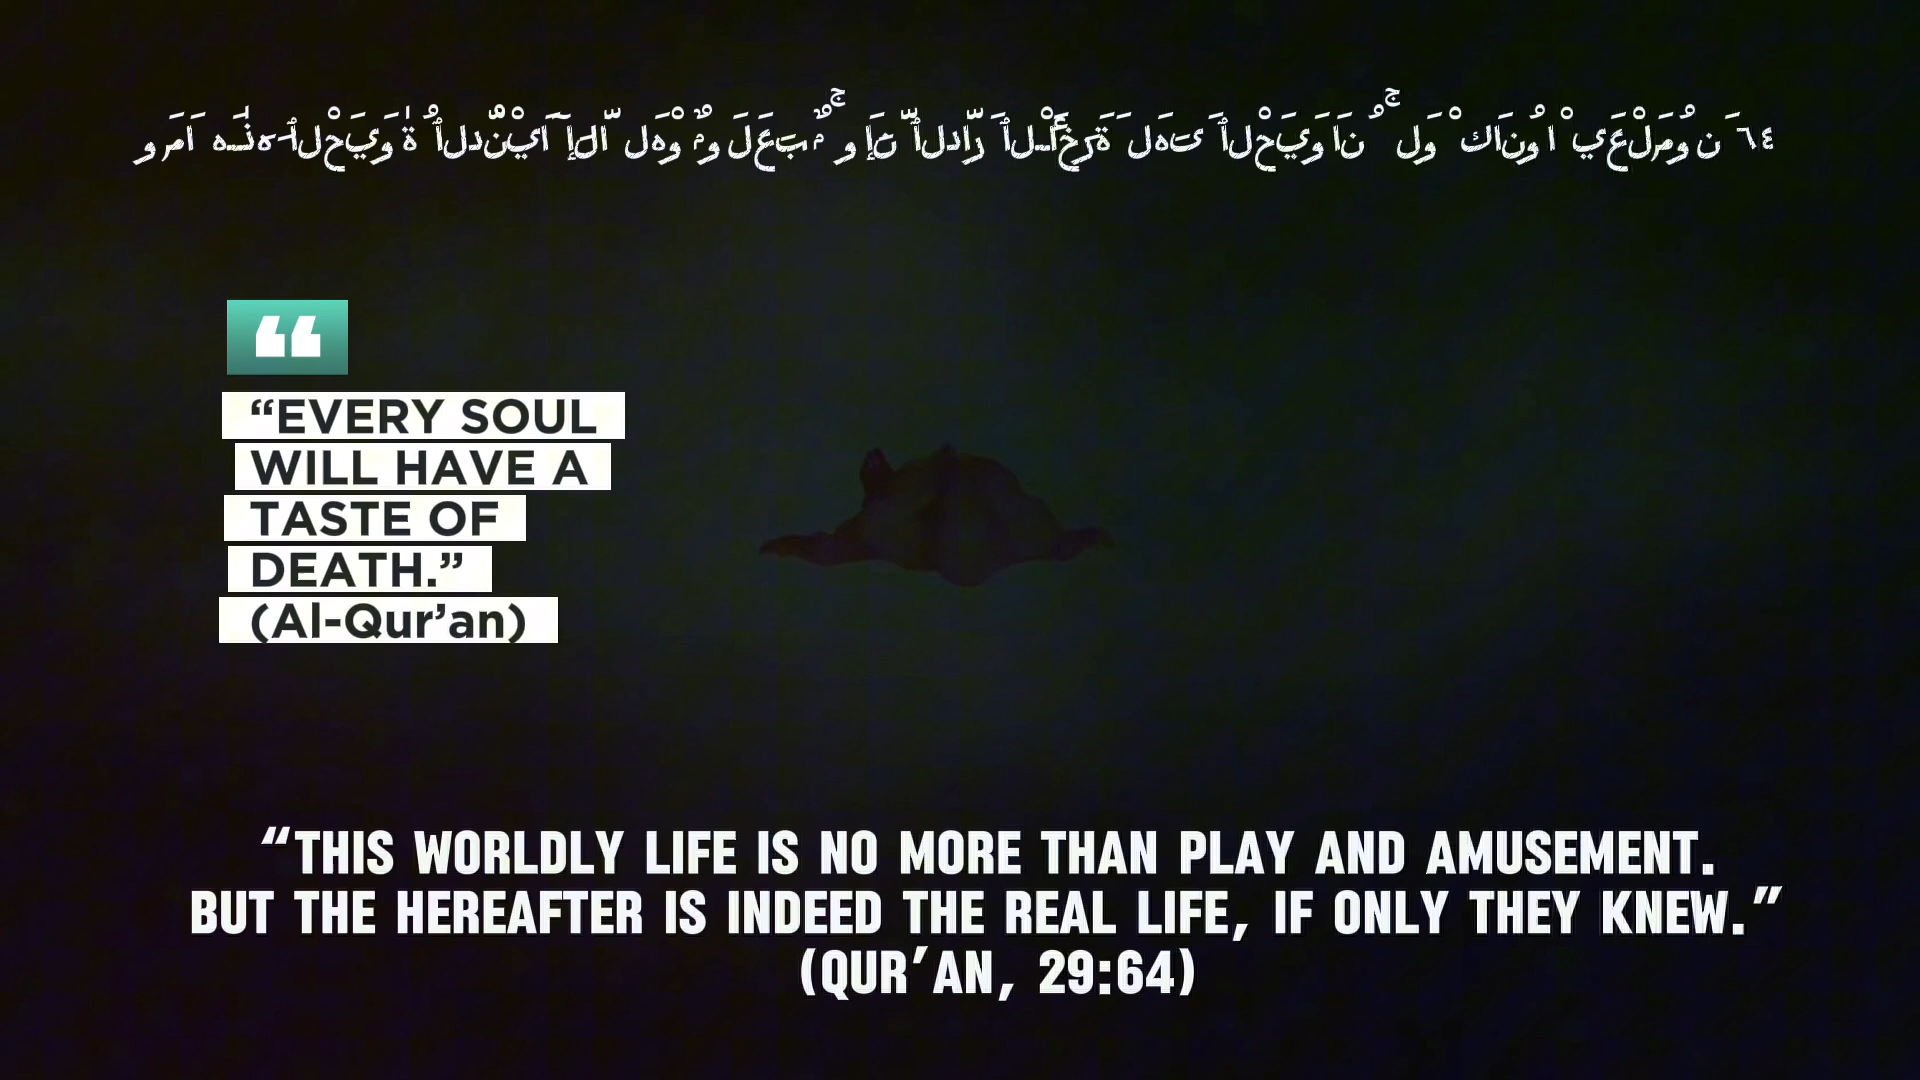 وَمَا هَـٰذِهِ ٱلْحَيَوٰةُ ٱلدُّنْيَآ إِلَّا لَهْوٌ وَلَعِبٌ ۚ وَإِنَّ ٱلدَّارَ ٱلْـَٔاخِرَةَ لَهِىَ ٱلْحَيَوَانُ ۚ لَوْ كَانُوا۟ يَعْلَمُونَ ٦٤
“EVERY SOUL
WILL HAVE A
TASTE OF
DEATH.”
(Al-Qur’an)
“THIS WORLDLY LIFE IS NO MORE THAN PLAY AND AMUSEMENT.
BUT THE HEREAFTER IS INDEED THE REAL LIFE, IF ONLY THEY KNEW.”
(QUR’AN, 29:64)